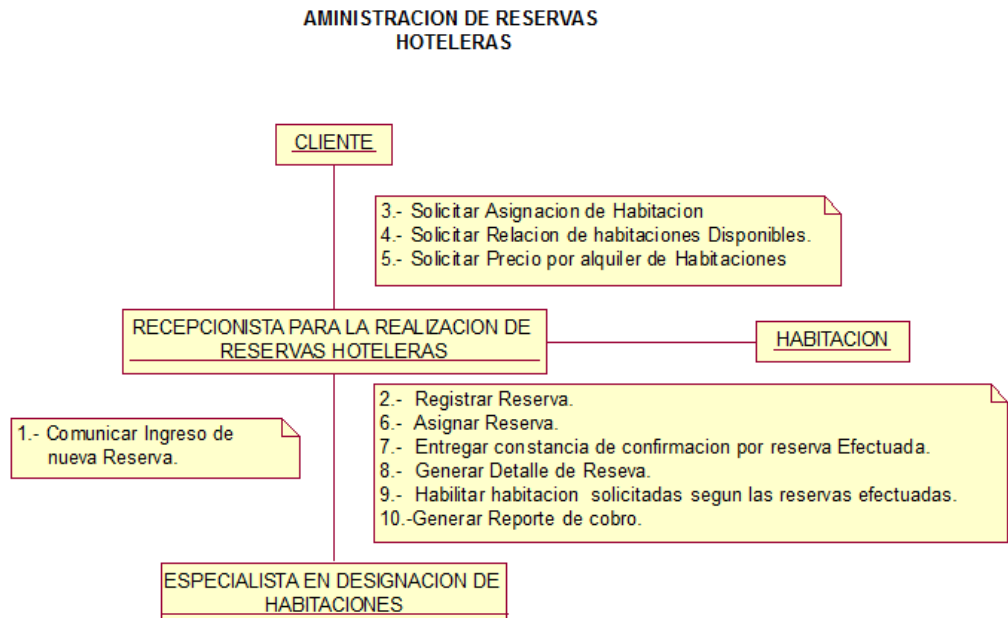 AMINISTRACION DE RESERVAS
HOTELERAS
CLIENTE
3.- Solicitar Asignacion de Habitacion
4.- Solicitar Relacion de habitaciones Disponibles.
5.- Solicitar Precio por alquiler de Habitaciones
RECEPCIONISTA PARA LA REALIZACION DE
RESERVAS HOTELERAS
HABITACION
1.- Comunicar Ingreso de
nueva Reserva.
2.- Registrar Reserva.
6.- Asignar Reserva.
7.- Entregar constancia de confirmacion por reserva Efectuada.
8.- Generar Detalle de Reseva.
9.- Habilitar habitacion solicitadas segun las reservas efectuadas.
10.-Generar Reporte de cobro.
ESPECIALISTA EN DESIGNACION DE
HABITACIONES